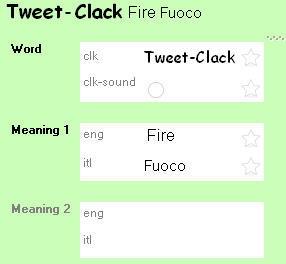 Tweet-Clack Fire Fuoco
Word
clk Tweet-Clack
clk-sound
Meaning 1
eng Fire
itl Fuoco
Meaning 2
eng
itl